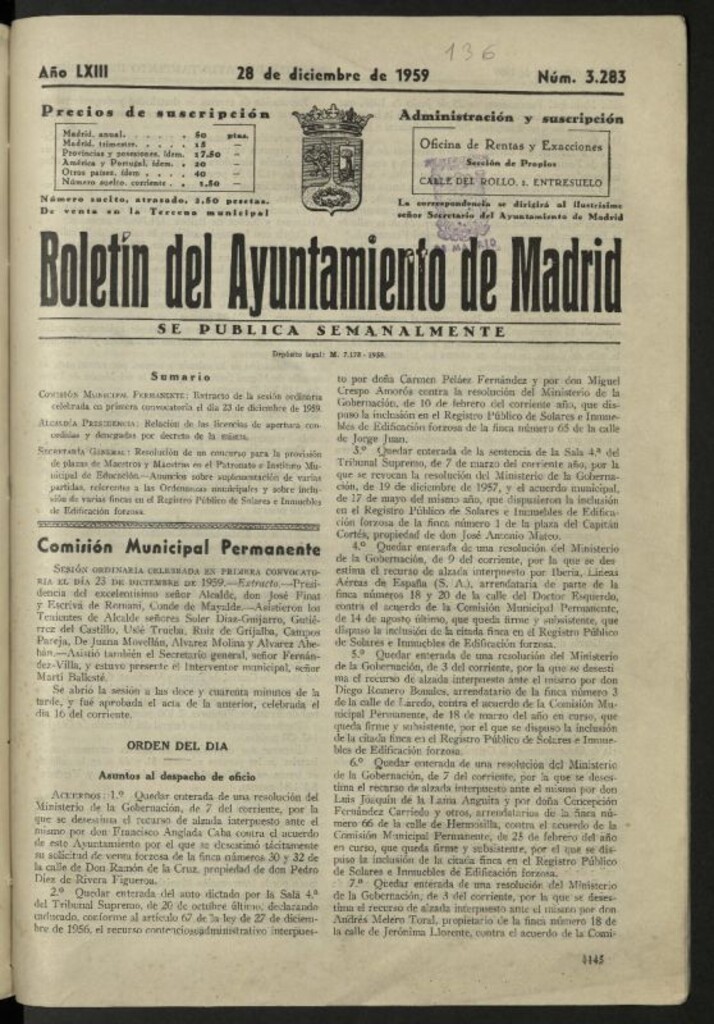 136
Año LXIII
28 de diciembre de 1959
Núm. 3.283
Precios de suscripción
Madrid, anual. . . . . . 50 ptas.
Madrid, trimestre. . . . . 15 —
Provincias y posesiones, ídem. . 17,50 —
América y Portugal, ídem. . . 20 —
Otros países, ídem. . . . . 40 —
Número suelto, corriente. . . 1,50 —
Número suelto, atrasado, 2,50 pesetas.
De venta en la Tercena municipal
Administración y suscripción
Oficina de Rentas y Exacciones
Sección de Propios
CALLE DEL ROLLO, 1, ENTRESUELO
La correspondencia se dirigirá al ilustrísimo
señor Secretario del Ayuntamiento de Madrid
Boletín del Ayuntamiento de Madrid
SE PUBLICA SEMANALMENTE
Depósito legal: M. 7.178 - 1958.
Sumario
COMISIÓN MUNICIPAL PERMANENTE: Extracto de la sesión ordinaria
celebrada en primera convocatoria el día 23 de diciembre de 1959.
ALCALDÍA PRESIDENCIA: Relación de las licencias de apertura con-
cedidas y denegadas por decreto de la misma.
SECRETARÍA GENERAL: Resolución de un concurso para la provisión
de plazas de Maestros y Maestras en el Patronato e Instituto Mu-
nicipal de Educación.—Anuncios sobre suplementación de varias
partidas, referentes a las Ordenanzas municipales y sobre inclu-
sión de varias fincas en el Registro Público de Solares e Inmuebles
de Edificación forzosa.
Comisión Municipal Permanente
SESIÓN ORDINARIA CELEBRADA EN PRIMERA CONVOCATO-
RIA EL DÍA 23 DE DICIEMBRE DE 1959.—Extracto.—Presi-
dencia del excelentísimo señor Alcalde, don José Finat
y Escrivá de Romaní, Conde de Mayalde.—Asistieron los
Tenientes de Alcalde señores Soler Díaz-Guijarro, Gutié-
rrez del Castillo, Usíe Trucha, Ruiz de Grijalba, Campos
Pareja, De Juana Movellán, Alvarez Molina y Alvarez Abe-
hán.—Asistió también el Secretario general, señor Fernán-
dez-Villa, y estuvo presente el Interventor municipal, señor
Martí Ballesté.
Se abrió la sesión a las doce y cuarenta minutos de la
tarde, y fué aprobada el acta de la anterior, celebrada el
día 16 del corriente.
ORDEN DEL DIA
Asuntos al despacho de oficio
ACUERDOS: 1.º Quedar enterada de una resolución del
Ministerio de la Gobernación, de 7 del corriente, por la
que se desestima el recurso de alzada interpuesto ante el
mismo por don Francisco Anglada Caba contra el acuerdo
de este Ayuntamiento por el que se desestimó tácitamente
su solicitud de venta forzosa de la finca números 30 y 32 de
la calle de Don Ramón de la Cruz, propiedad de don Pedro
Díez de Rivera Figueroa.
2.º Quedar enterada del auto dictado por la Sala 4.ª
del Tribunal Supremo, de 20 de octubre último, declarando
caducado, conforme al artículo 67 de la ley de 27 de diciem-
bre de 1956, el recurso contenciosoadministrativo interpues-
to por doña Carmen Peláez Fernández y por don Miguel
Crespo Amorós contra la resolución del Ministerio de la
Gobernación, de 10 de febrero del corriente año, que dis-
puso la inclusión en el Registro Público de Solares e Inmue-
bles de Edificación forzosa de la finca número 65 de la calle
de Jorge Juan.
3.º Quedar enterada de la sentencia de la Sala 4.ª del
Tribunal Supremo, de 7 de marzo del corriente año, por la
que se revocan la resolución del Ministerio de la Goberna-
ción, de 19 de diciembre de 1957, y el acuerdo municipal,
de 17 de mayo del mismo año, que dispusieron la inclusión
en el Registro Público de Solares e Inmuebles de Edifica-
ción forzosa de la finca número 1 de la plaza del Capitán
Cortés, propiedad de don José Antonio Mateo.
4.º Quedar enterada de una resolución del Ministerio
de la Gobernación, de 9 del corriente, por la que se des-
estima el recurso de alzada interpuesto por Iberia, Líneas
Aéreas de España (S. A.), arrendataria de parte de la
finca números 18 y 20 de la calle del Doctor Esquerdo,
contra el acuerdo de la Comisión Municipal Permanente,
de 14 de agosto último, que queda firme y subsistente, que
dispuso la inclusión de la citada finca en el Registro Público
de Solares e Inmuebles de Edificación forzosa.
5.º Quedar enterada de una resolución del Ministerio
de la Gobernación, de 3 del corriente, por la que se desesti-
ma el recurso de alzada interpuesto ante el mismo por don
Diego Romero Bonales, arrendatario de la finca número 3
de la calle de Laredo, contra el acuerdo de la Comisión Mu-
nicipal Permanente, de 18 de marzo del año en curso, que
queda firme y subsistente, por el que se dispuso la inclusión
de la citada finca en el Registro Público de Solares e Inmue-
bles de Edificación forzosa.
6.º Quedar enterada de una resolución del Ministerio
de la Gobernación, de 7 del corriente, por la que se deses-
tima el recurso de alzada interpuesto ante el mismo por don
Luis Joaquín de la Lama Anguita y por doña Concepción
Fernández Carriedo y otros, arrendatarios de la finca nú-
mero 66 de la calle de Hermosilla, contra el acuerdo de la
Comisión Municipal Permanente, de 25 de febrero del año
en curso, que queda firme y subsistente, por el que se dis-
puso la inclusión de la citada finca en el Registro Público
de Solares e Inmuebles de Edificación forzosa.
7.º Quedar enterada de una resolución del Ministerio
de la Gobernación, de 3 del corriente, por la que se deses-
tima el recurso de alzada interpuesto ante el mismo por don
Andrés Melero Toral, propietario de la finca número 18 de
la calle de Jerónima Llorente, contra el acuerdo de la Comi-
1145